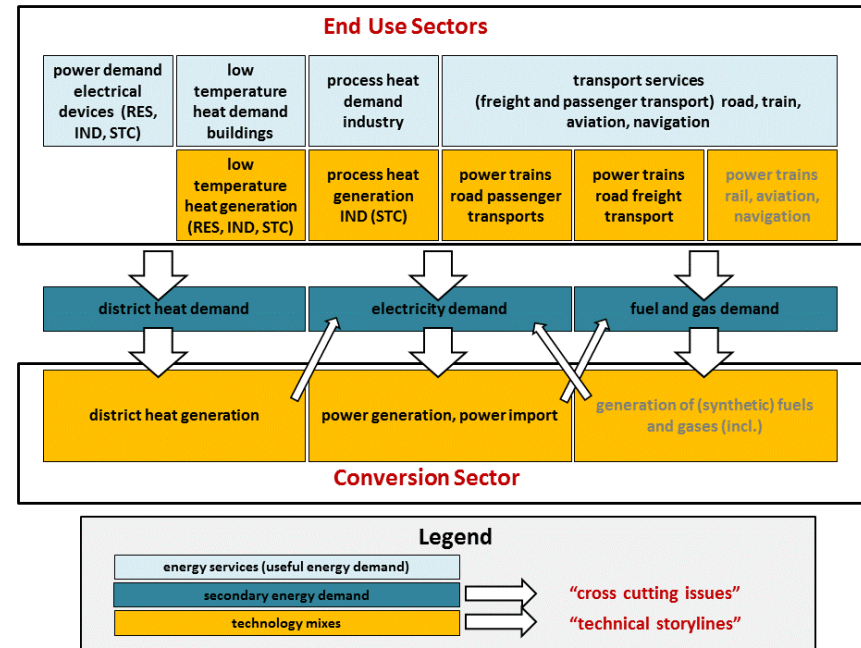 End Use Sectors
power demand
electrical
devices (RES,
IND, STC)
low
temperature
heat demand
buildings
process heat
demand
industry
transport services
(freight and passenger transport) road, train,
aviation, navigation
low
temperature
heat generation
(RES, IND, STC)
process heat
generation
IND (STC)
power trains
road passenger
transports
power trains
road freight
transport
power trains
rail, aviation,
navigation
district heat demand
electricity demand
fuel and gas demand
district heat generation
power generation, power import
generation of (synthetic) fuels
and gases (incl.)
Conversion Sector
Legend
energy services (useful energy demand)
secondary energy demand
“cross cutting issues”
technology mixes
“technical storylines”